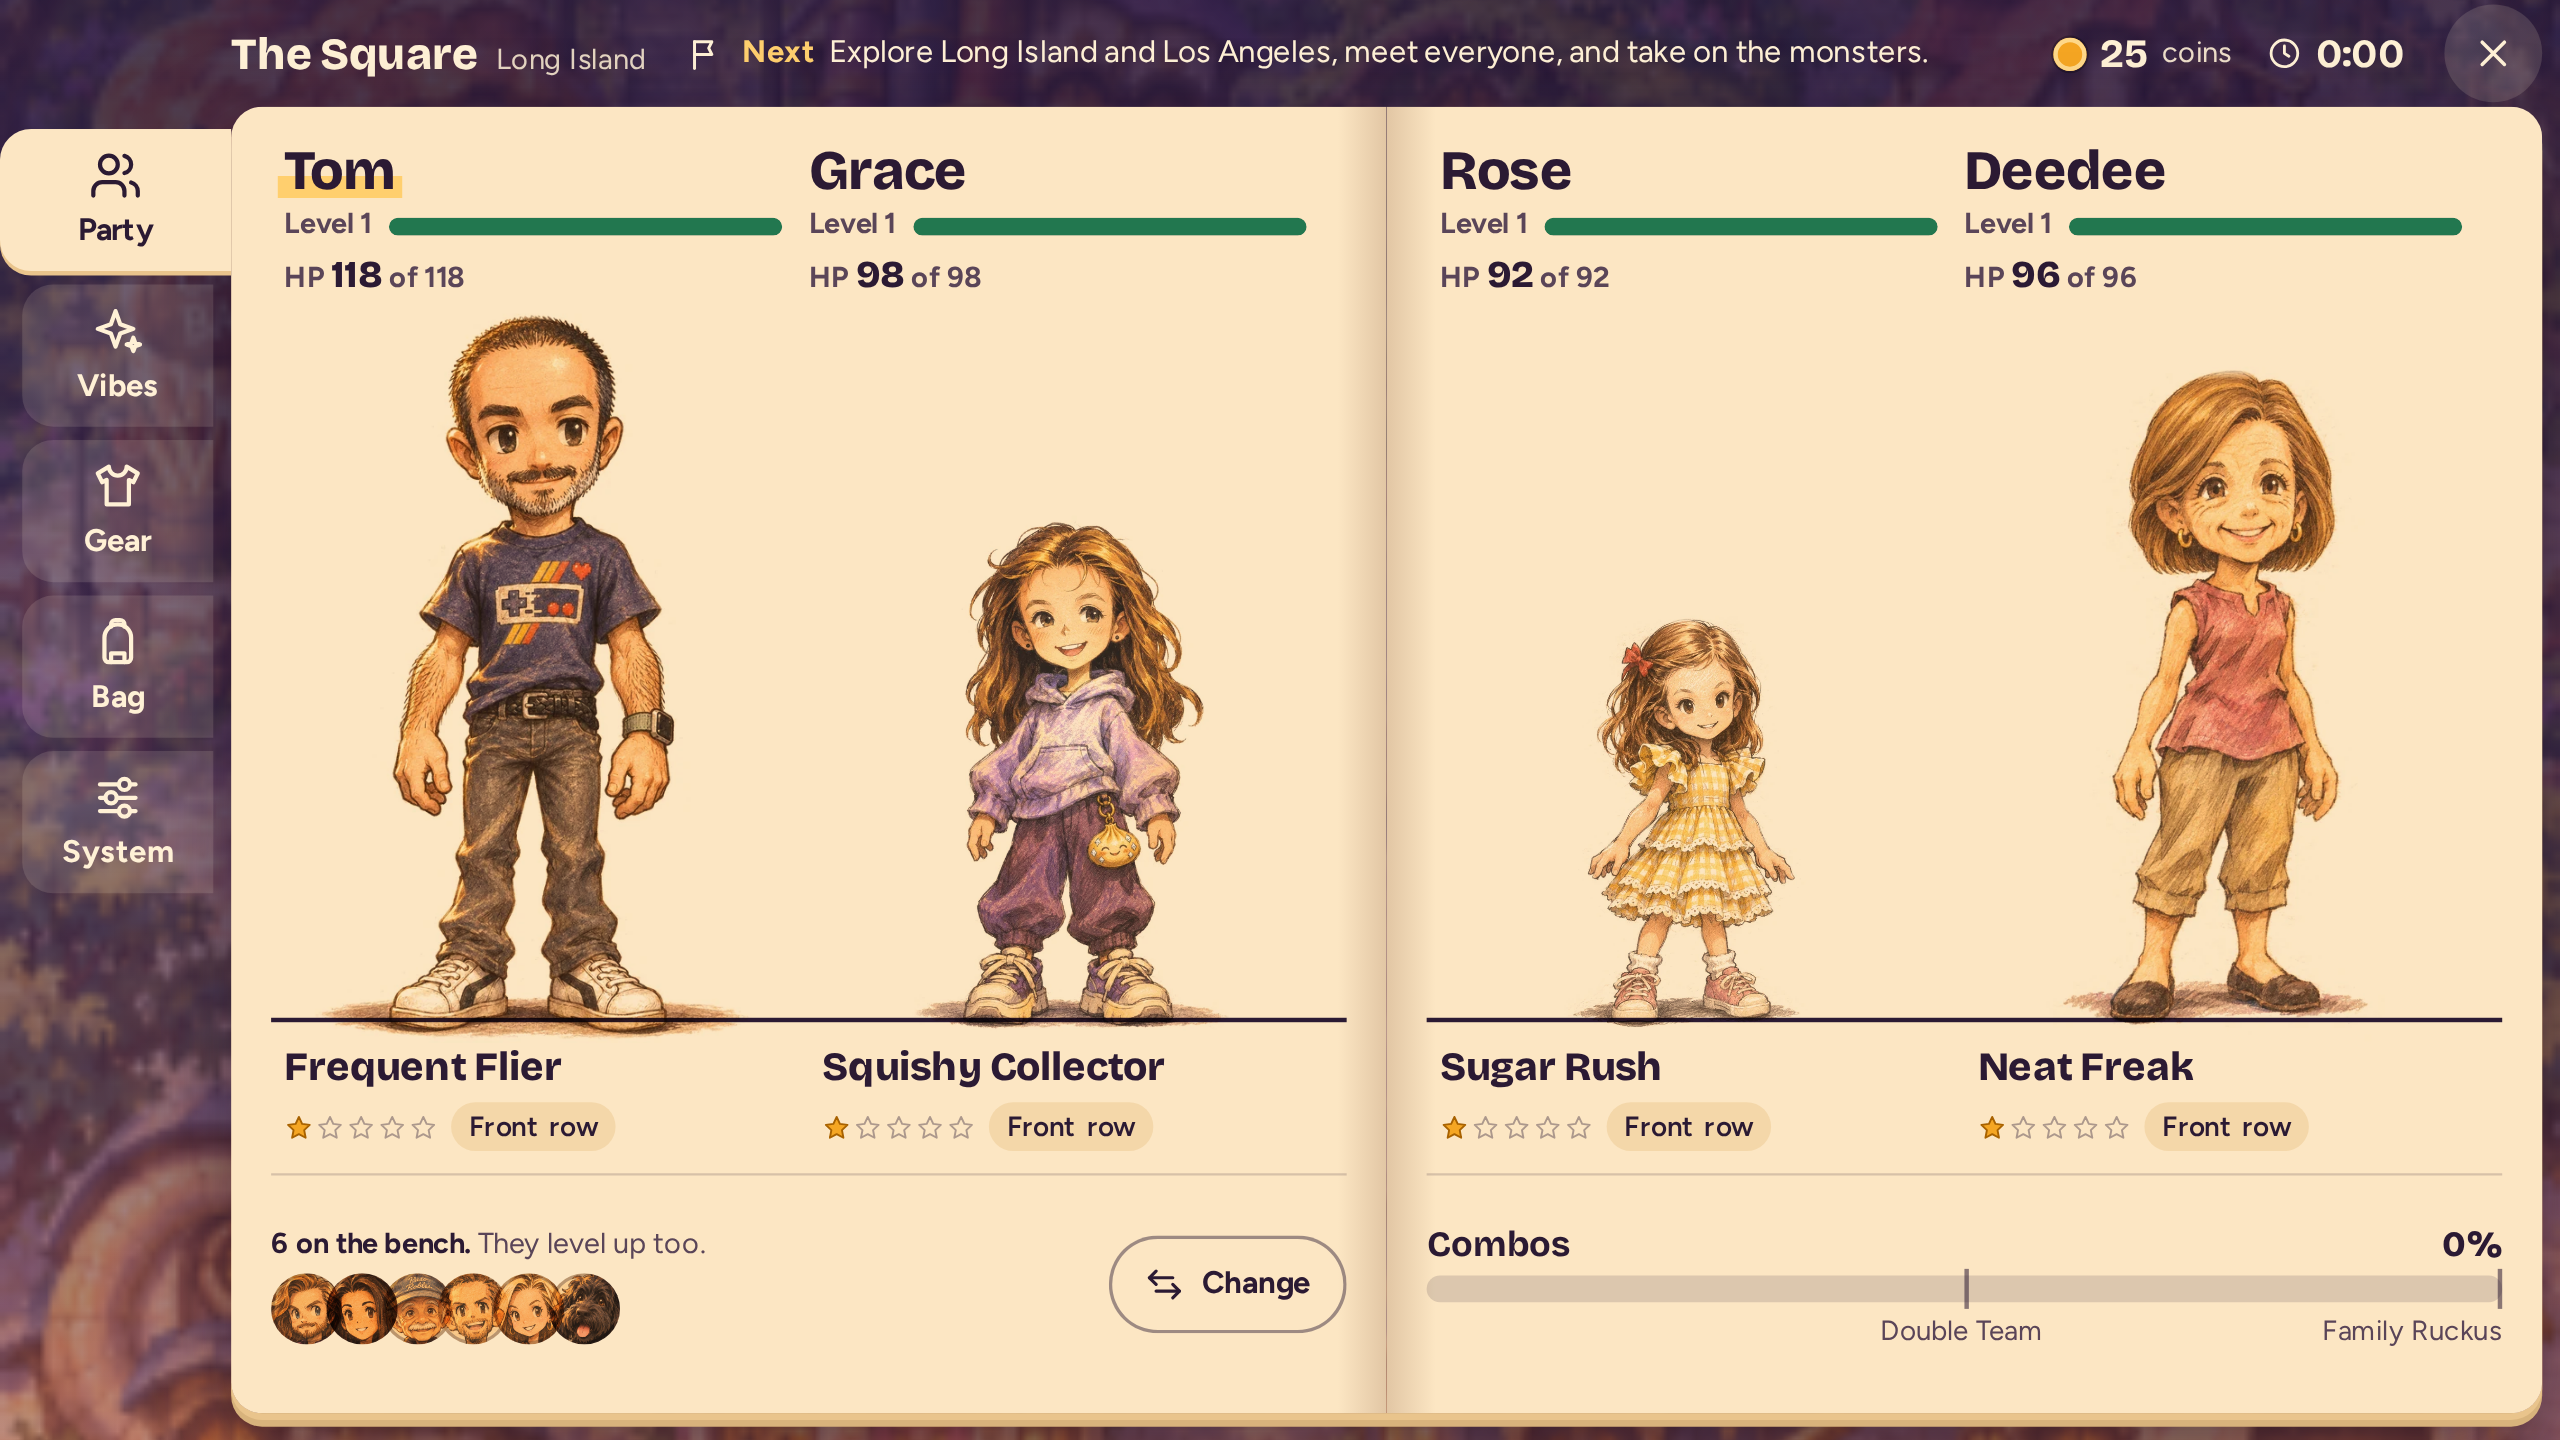 The Square Long Island Next Explore Long Island and Los Angeles, meet everyone, and take on the monsters. 25 coins 0:00
Party
Vibes
Gear
Bag
System
Tom
Level 1
HP 118 of 118
Grace
Level 1
HP 98 of 98
Rose
Level 1
HP 92 of 92
Deedee
Level 1
HP 96 of 96
Frequent Flier
Front row
Squishy Collector
Front row
Sugar Rush
Front row
Neat Freak
Front row
6 on the bench. They level up too.
Change
Combos 0%
Double Team Family Ruckus